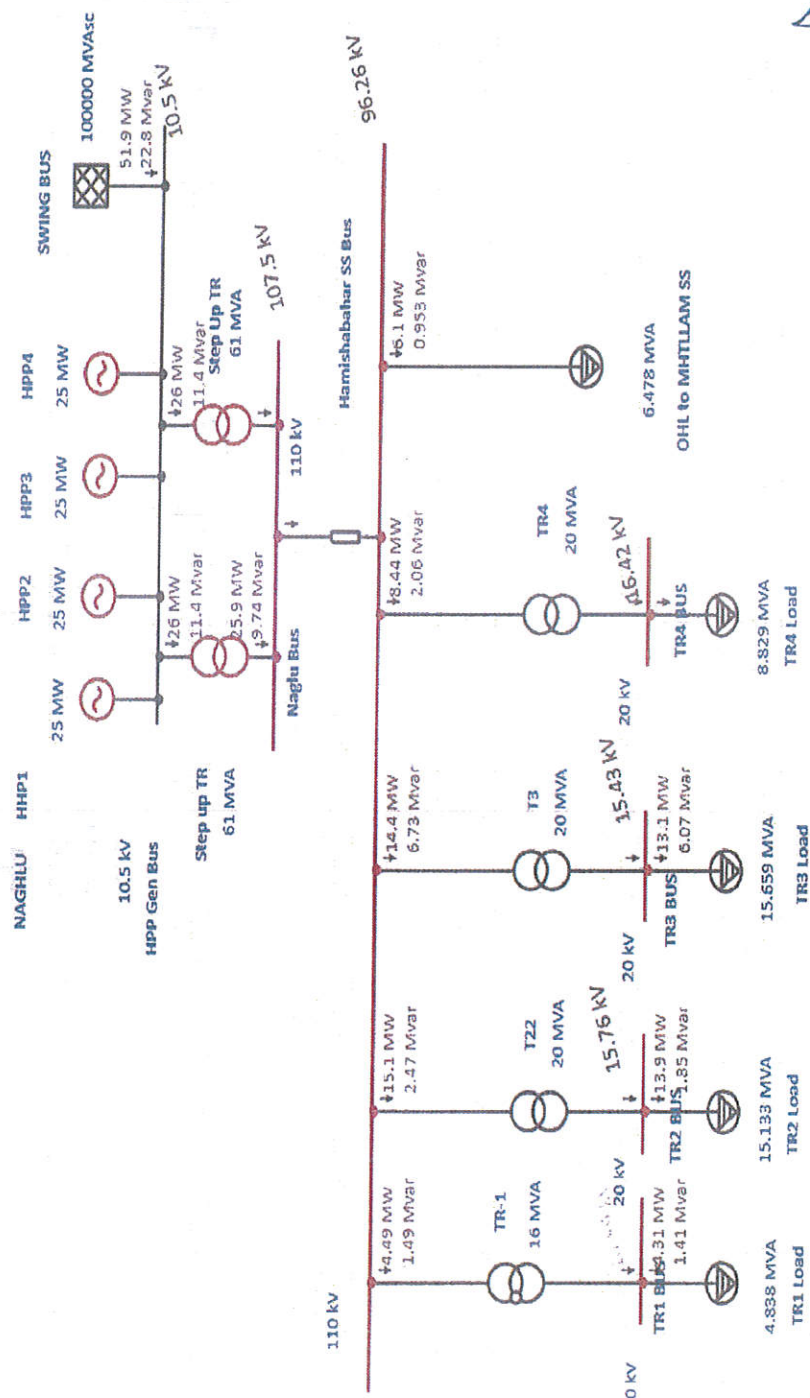 SWING BUS
100000 MVAsc
51.9 MW
22.8 Mvar
10.5 kV
NAGHLU
HHP1
HPP2
HPP3
HPP4
25 MW
25 MW
25 MW
25 MW
10.5 kV
HPP Gen Bus
26 MW
11.4 Mvar
26 MW
11.4 Mvar
Step up TR
61 MVA
Step Up TR
61 MVA
25.9 MW
9.74 Mvar
Naglu Bus
110 kV
107.5 kV
110 kV
Hamishabahar SS Bus
96.26 kV
4.49 MW
1.49 Mvar
15.1 MW
2.47 Mvar
14.4 MW
6.73 Mvar
8.44 MW
2.06 Mvar
6.1 MW
0.953 Mvar
TR-1
16 MVA
T22
20 MVA
T3
20 MVA
TR4
20 MVA
6.478 MVA
OHL to MHTLLAM SS
TR1 BUS
4.31 MW
1.41 Mvar
20 kV
15.76 kV
TR2 BUS
13.9 MW
1.85 Mvar
20 kV
15.43 kV
TR3 BUS
13.1 MW
6.07 Mvar
20 kV
16.42 kV
TR4 BUS
4.838 MVA
TR1 Load
15.133 MVA
TR2 Load
15.659 MVA
TR3 Load
8.829 MVA
TR4 Load